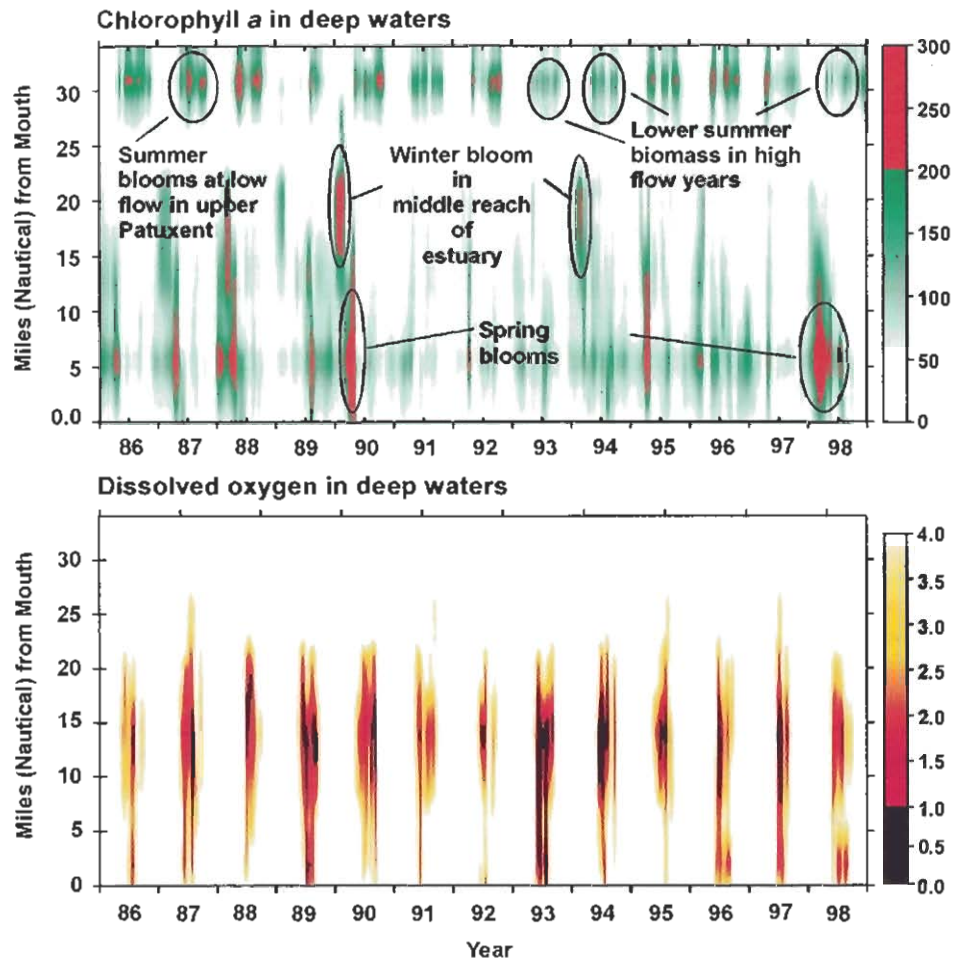 Chlorophyll a in deep waters
Miles (Nautical) from Mouth
30
25
20
15
10
5
0.0
Summer
blooms at low
flow in upper
Patuxent
Winter bloom
in
middle reach
of
estuary
Lower summer
biomass in high
flow years
Spring
blooms
300
250
200
150
100
50
0
86 87 88 89 90 91 92 93 94 95 96 97 98
Dissolved oxygen in deep waters
Miles (Nautical) from Mouth
30
25
20
15
10
5
0
4.0
3.5
3.0
2.5
2.0
1.5
1.0
0.5
0.0
86 87 88 89 90 91 92 93 94 95 96 97 98
Year